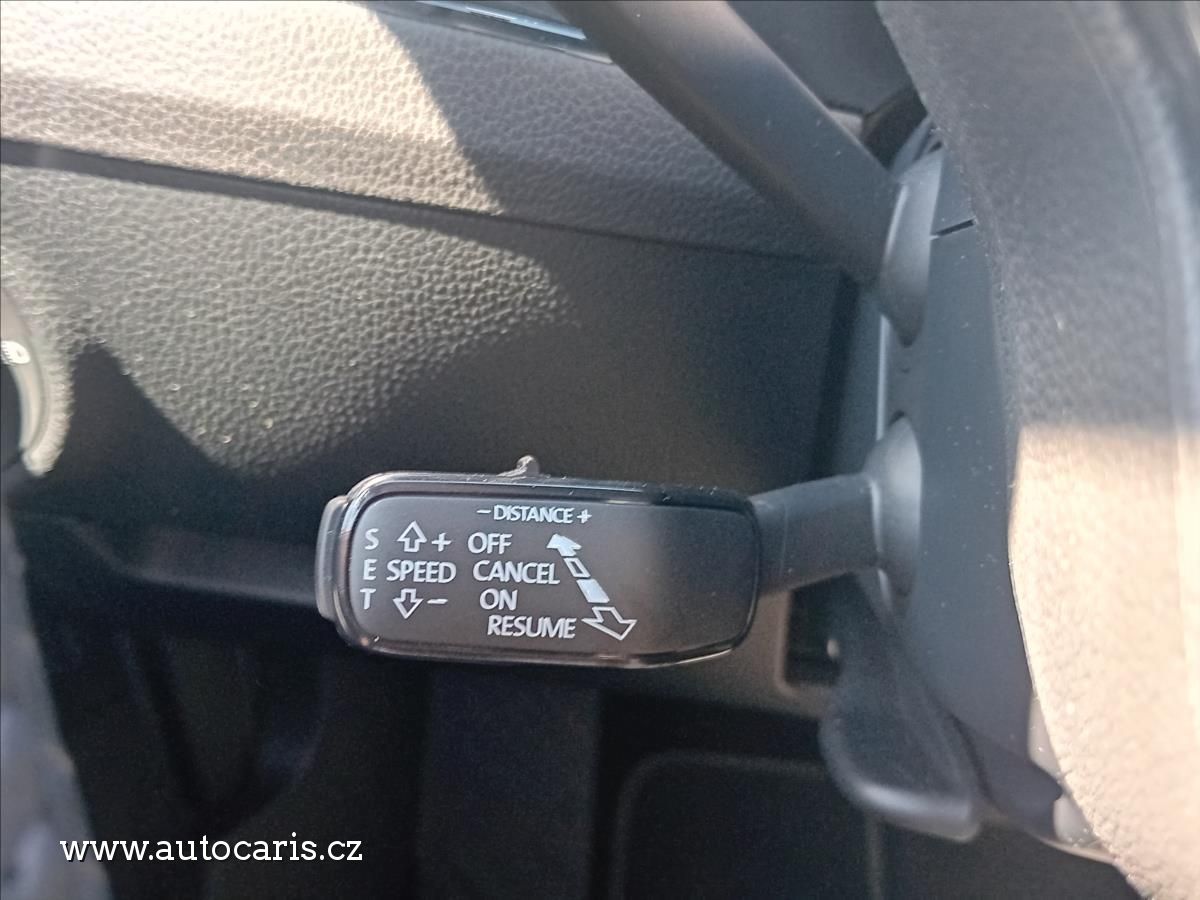 - DISTANCE +
S + OFF
E SPEED CANCEL
T - ON
RESUME
www.autocaris.cz